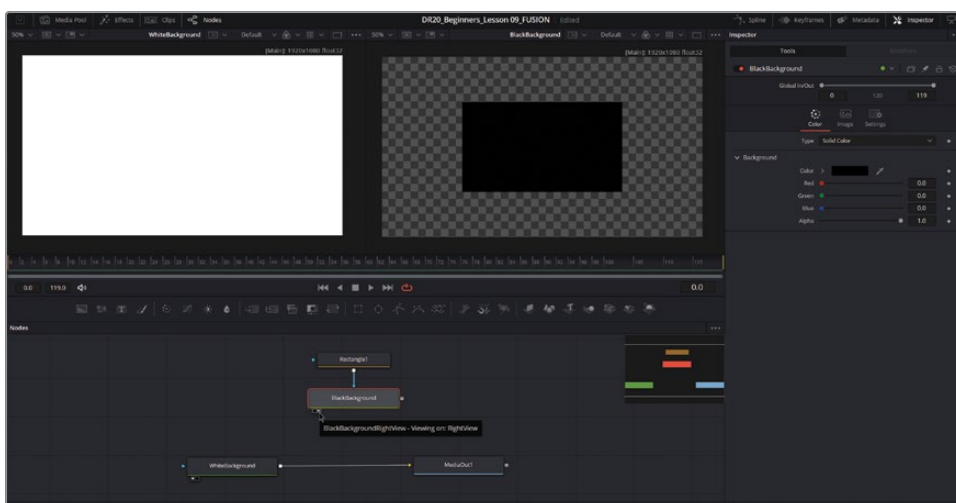 Media Pool Effects Clips Nodes DR20_Beginners_Lesson 09_FUSION Edited Spline Keyframes Metadata Inspector
50% WhiteBackground Default 50% BlackBackground Default Inspector
[Main]: 1920x1080 float32 [Main]: 1920x1080 float32
Tools
BlackBackground
Global In/Out
0 120 119
Color Image Settings
Type Solid Color
Background
Color
Red 0.0
Green 0.0
Blue 0.0
Alpha 1.0
0.0 119.0 0.0
Nodes
Rectangle1
BlackBackground
BlackBackgroundRightView - Viewing on: RightView
WhiteBackground MediaOut1